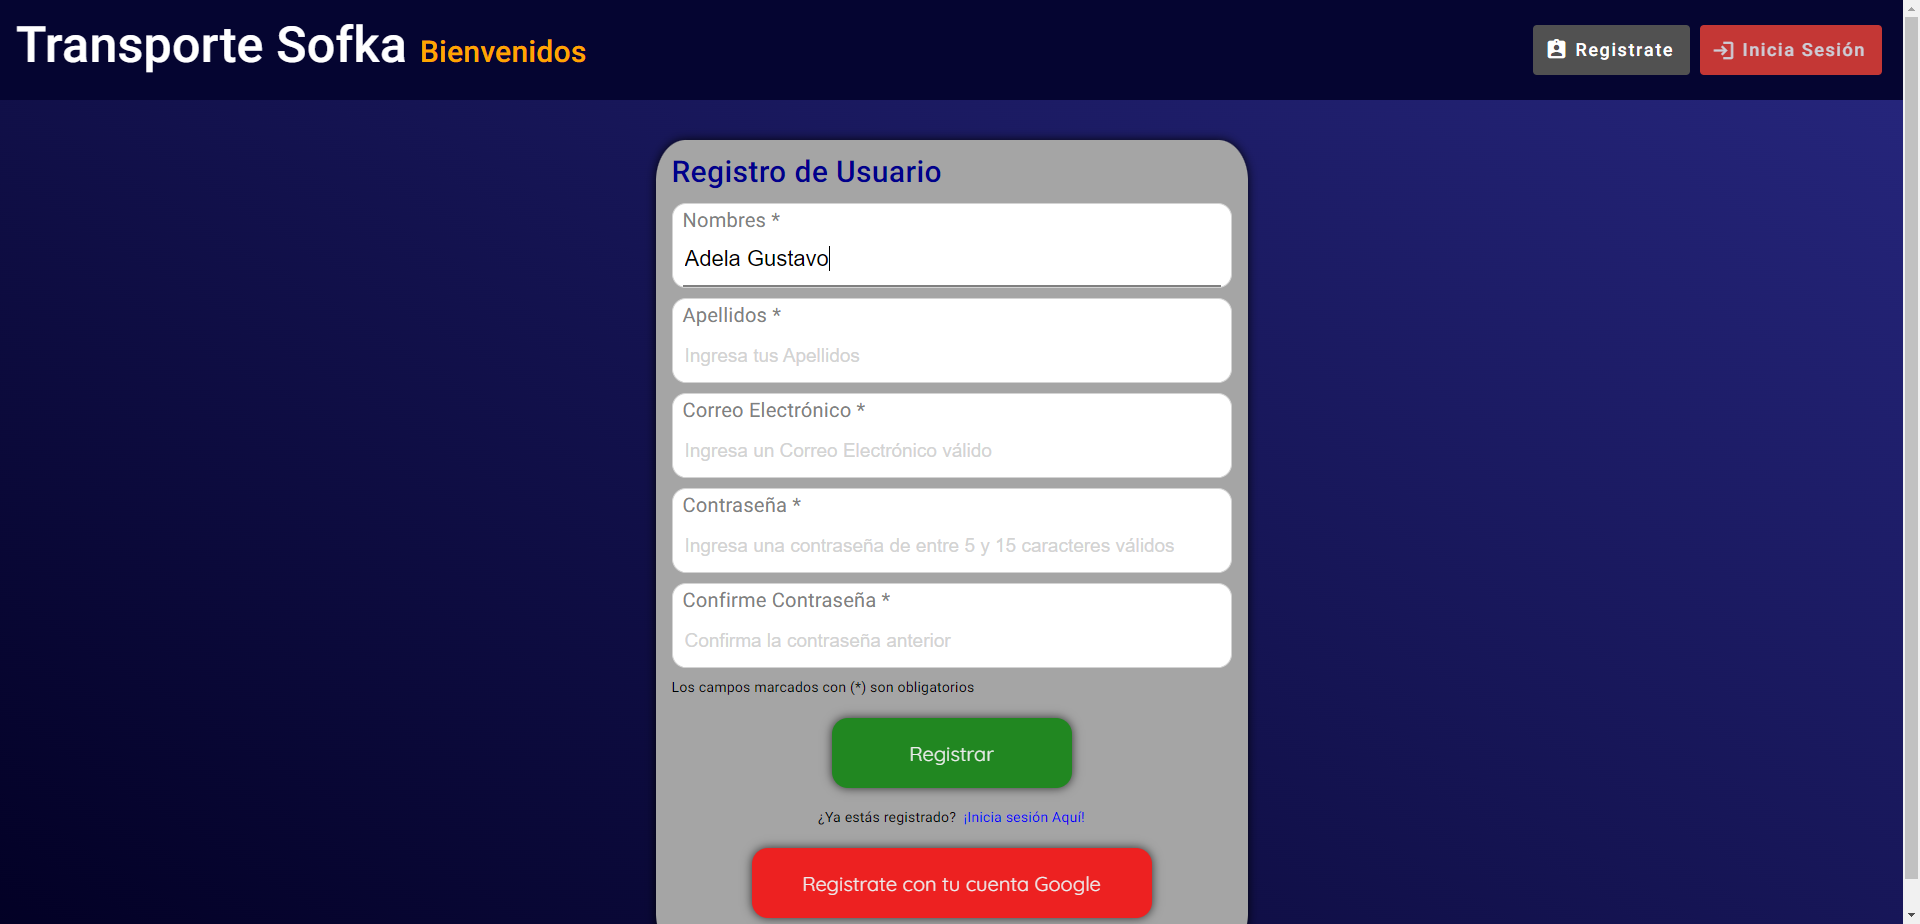 Transporte Sofka Bienvenidos
Registrate
Inicia Sesión
Registro de Usuario
Nombres *
Adela Gustavo
Apellidos *
Ingresa tus Apellidos
Correo Electrónico *
Ingresa un Correo Electrónico válido
Contraseña *
Ingresa una contraseña de entre 5 y 15 caracteres válidos
Confirme Contraseña *
Confirma la contraseña anterior
Los campos marcados con (*) son obligatorios
Registrar
¿Ya estás registrado? ¡Inicia sesión Aquí!
Registrate con tu cuenta Google